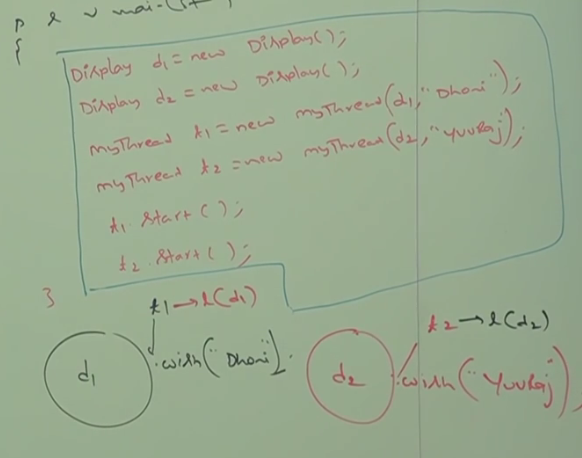 p s v mai-(S+
{
Display d1 = new Display();
Display d2 = new Display();
MyThread t1 = new MyThread(d1, "Dhoni");
MyThread t2 = new MyThread(d2, "Yuvraj");
t1.start();
t2.start();
}
t1 → l(d1)
t2 → l(d2)
d1 .wish("Dhoni").
d2 .wish("Yuvraj"),